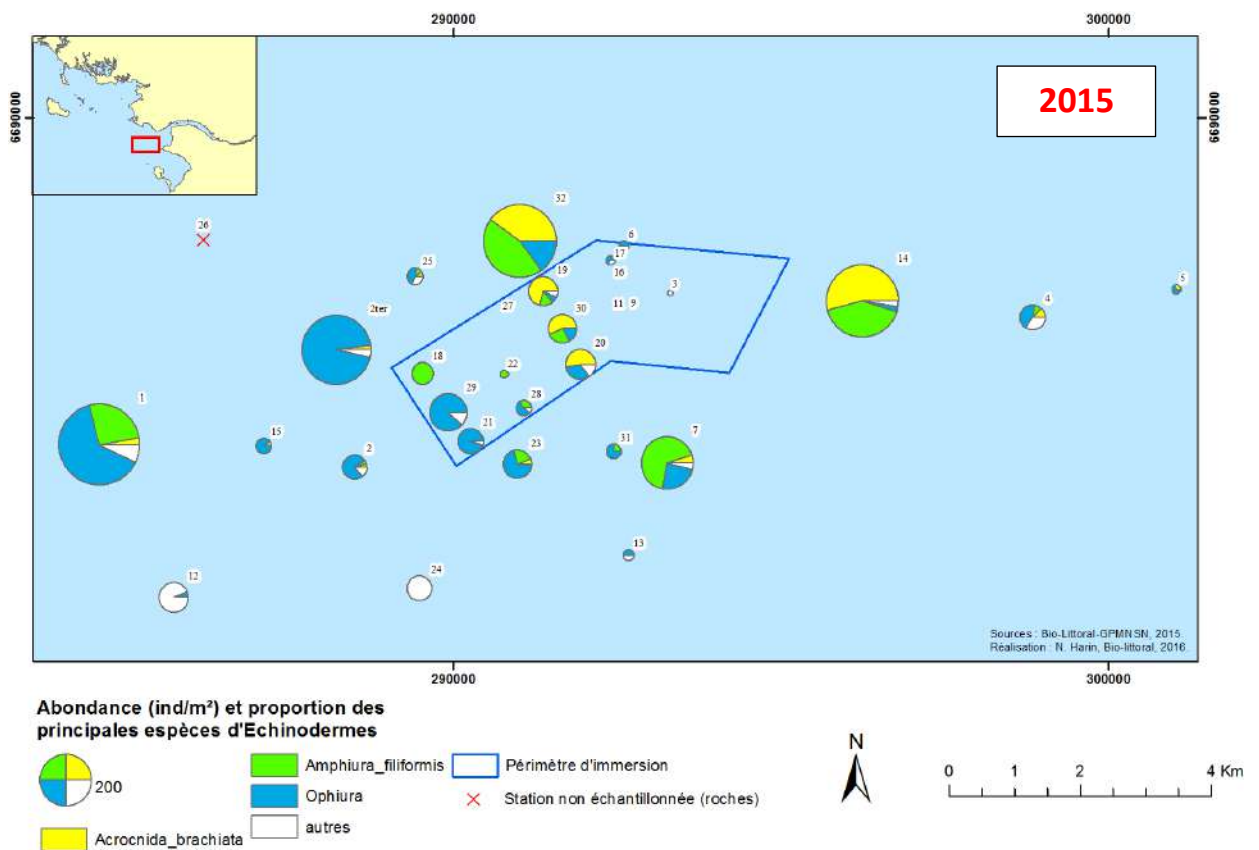 290000
300000
2015
6690000
6690000
32
26
6
25
17
19
16
3
14
5
27
11
9
4
2ter
30
20
18
22
1
29
28
15
2
21
23
31
7
13
12
24
Sources : Bio-Littoral-GPMNSN, 2015.
Réalisation : N. Harin, Bio-littoral, 2016.
290000
300000
Abondance (ind/m²) et proportion des
principales espèces d'Echinodermes
200
Acrocnida_brachiata
Amphiura_filiformis
Ophiura
autres
Périmètre d'immersion
Station non échantillonnée (roches)
N
0 1 2 4 Km